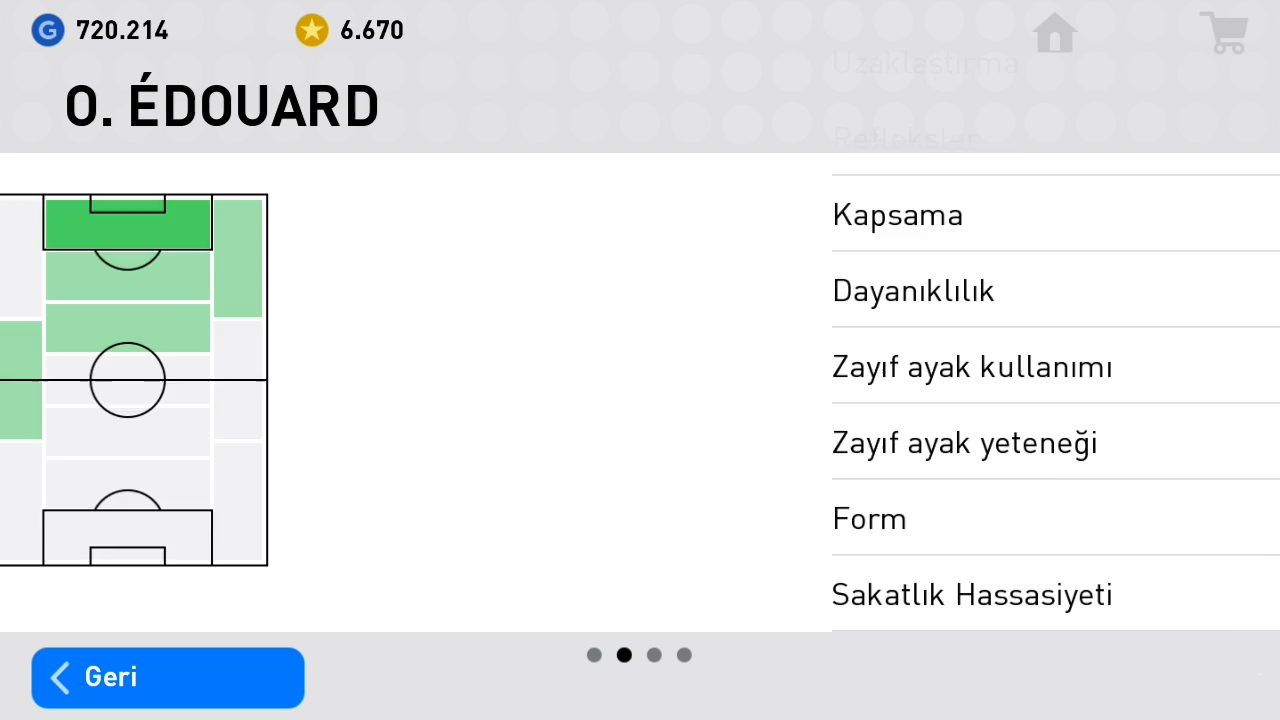 720.214
6.670
O. ÉDOUARD
Uzaklaştırma
Refleksler
Kapsama
Dayanıklılık
Zayıf ayak kullanımı
Zayıf ayak yeteneği
Form
Sakatlık Hassasiyeti
Geri